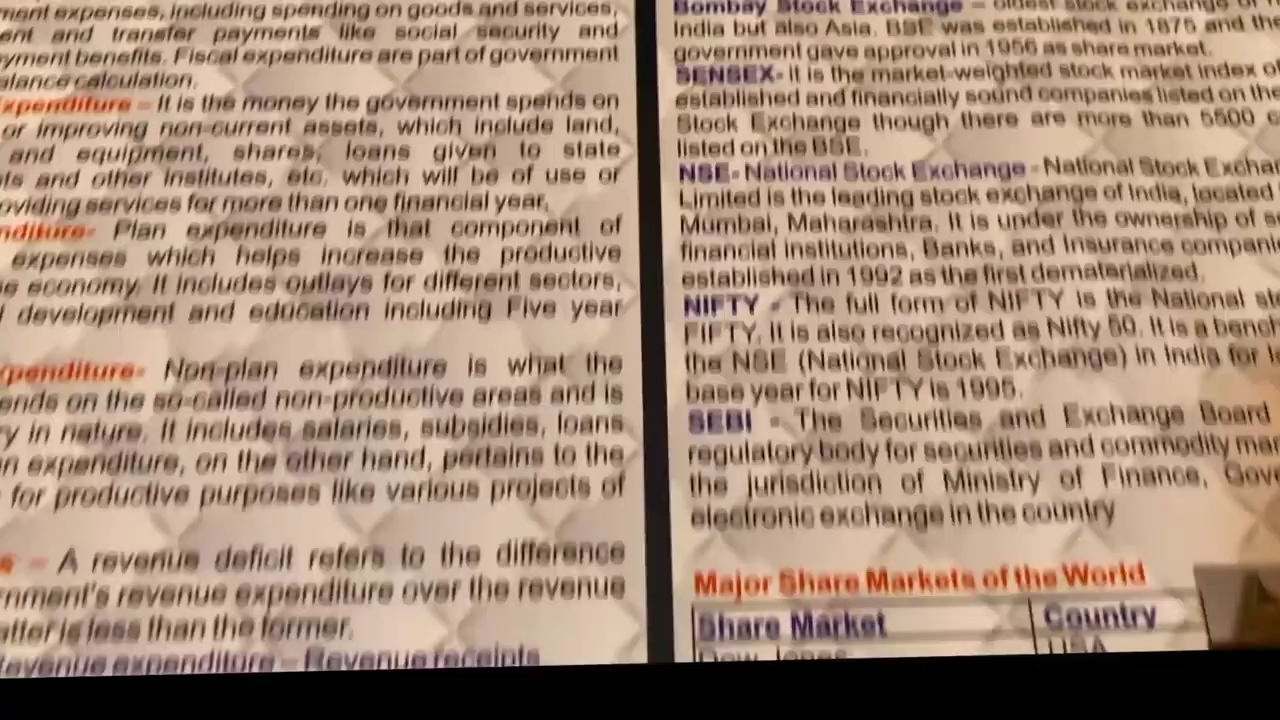 ment expenses, including spending on goods and services,
ent and transfer payments like social security and
yment benefits. Fiscal expenditure are part of government
alance calculation.
xpenditure – It is the money the government spends on
or improving non-current assets, which include land,
and equipment, shares, loans given to state
ts and other institutes, etc. which will be of use or
oviding services for more than one financial year,
nditure- Plan expenditure is that component of
expenses which helps increase the productive
e economy. It includes outlays for different sectors,
l development and education including Five year
xpenditure- Non-plan expenditure is what the
ends on the so-called non-productive areas and is
ry in nature. It includes salaries, subsidies, loans
n expenditure, on the other hand, pertains to the
for productive purposes like various projects of
s – A revenue deficit refers to the difference
rnment's revenue expenditure over the revenue
atter is less than the former.
Revenue expenditure – Revenue receipts
Bombay Stock Exchange – oldest stock exchange of
India but also Asia. BSE was established in 1875 and the
government gave approval in 1956 as share market.
SENSEX- it is the market-weighted stock market index of
established and financially sound companies listed on the
Stock Exchange though there are more than 5500 c
listed on the BSE.
NSE- National Stock Exchange - National Stock Exchan
Limited is the leading stock exchange of India, located
Mumbai, Maharashtra. It is under the ownership of s
financial institutions, Banks, and Insurance compani
established in 1992 as the first dematerialized.
NIFTY - The full form of NIFTY is the National st
FIFTY. It is also recognized as Nifty 50. It is a bench
the NSE (National Stock Exchange) in India for
base year for NIFTY is 1995.
SEBI - The Securities and Exchange Board
regulatory body for securities and commodity mar
the jurisdiction of Ministry of Finance, Gove
electronic exchange in the country
Major Share Markets of the World
Share Market Country
Dow Jones USA